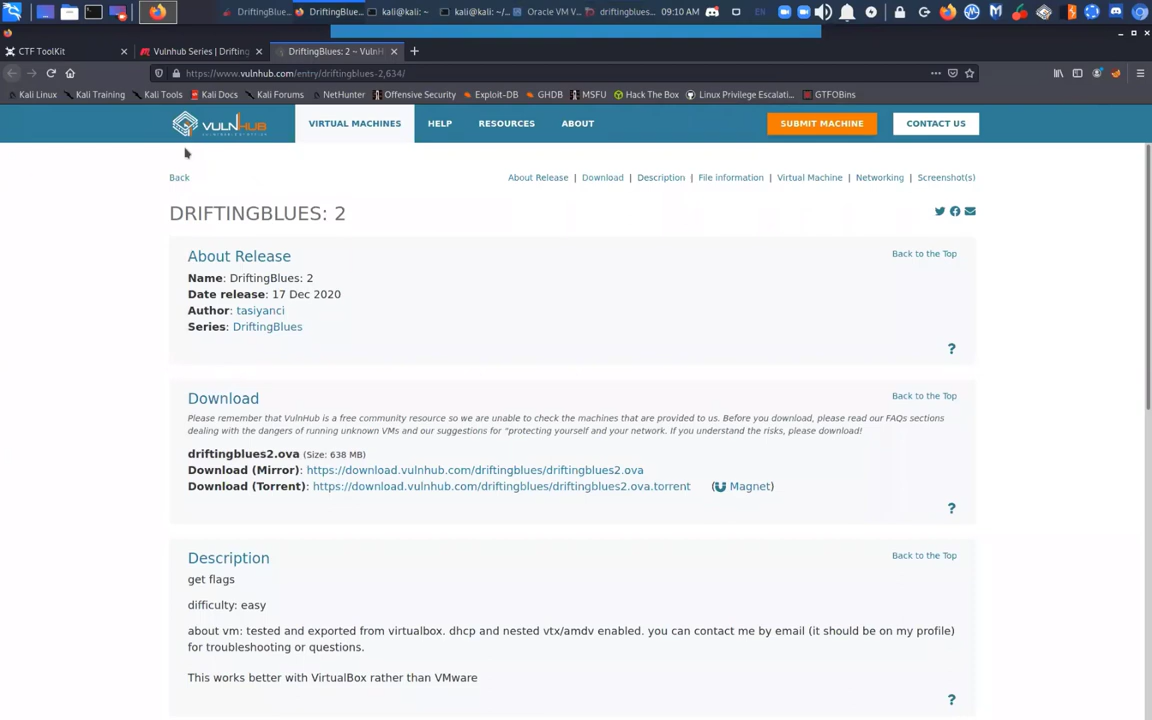 DriftingBlue...
DriftingBlue...
kali@kali: ~
kali@kali: ~/...
Oracle VM V...
driftingblues...
EN
09:10 AM
CTF ToolKit
Vulnhub Series | Drifting
DriftingBlues: 2 ~ VulnH
https://www.vulnhub.com/entry/driftingblues-2,634/
Kali Linux
Kali Training
Kali Tools
Kali Docs
Kali Forums
NetHunter
Offensive Security
Exploit-DB
GHDB
MSFU
Hack The Box
Linux Privilege Escalati...
GTFOBins
VULNHUB
VIRTUAL MACHINES
HELP
RESOURCES
ABOUT
SUBMIT MACHINE
CONTACT US
Back
About Release | Download | Description | File information | Virtual Machine | Networking | Screenshot(s)
DRIFTINGBLUES: 2
About Release
Back to the Top
Name: DriftingBlues: 2
Date release: 17 Dec 2020
Author: tasiyanci
Series: DriftingBlues
?
Download
Back to the Top
Please remember that VulnHub is a free community resource so we are unable to check the machines that are provided to us. Before you download, please read our FAQs sections
dealing with the dangers of running unknown VMs and our suggestions for "protecting yourself and your network. If you understand the risks, please download!
driftingblues2.ova (Size: 638 MB)
Download (Mirror): https://download.vulnhub.com/driftingblues/driftingblues2.ova
Download (Torrent): https://download.vulnhub.com/driftingblues/driftingblues2.ova.torrent (Magnet)
?
Description
Back to the Top
get flags
difficulty: easy
about vm: tested and exported from virtualbox. dhcp and nested vtx/amdv enabled. you can contact me by email (it should be on my profile)
for troubleshooting or questions.
This works better with VirtualBox rather than VMware
?